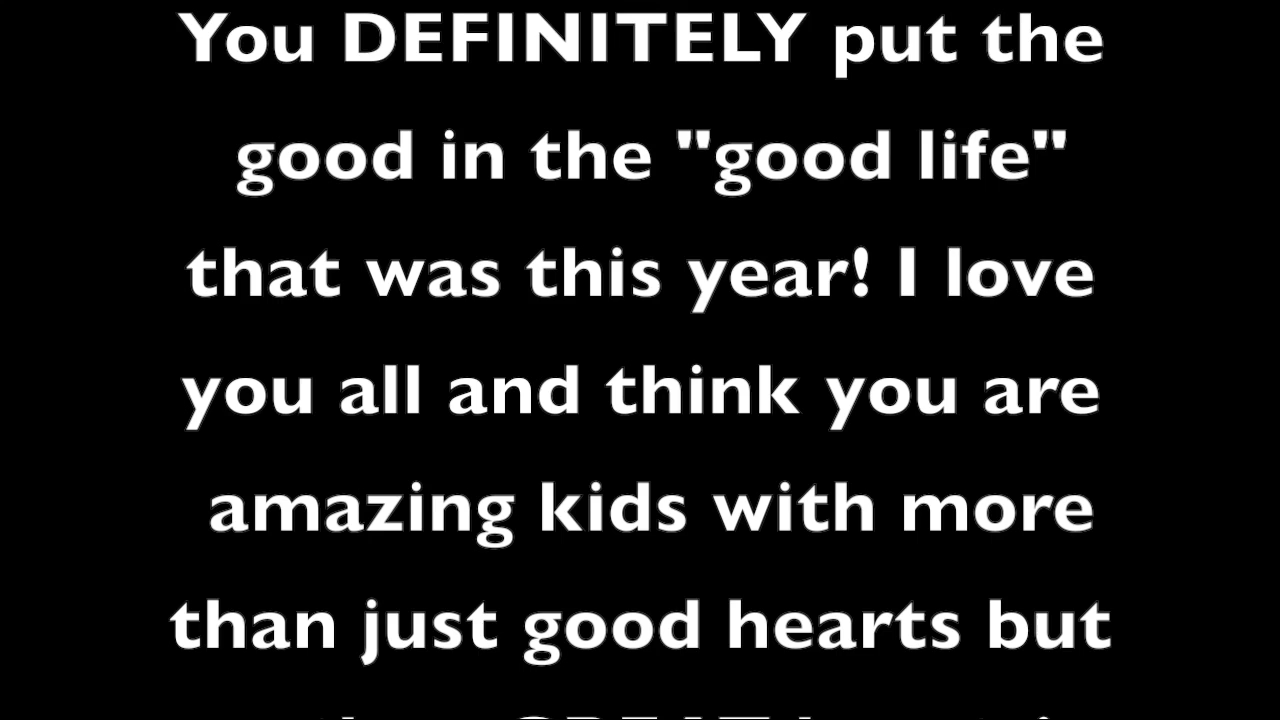 You DEFINITELY put the
good in the "good life"
that was this year! I love
you all and think you are
amazing kids with more
than just good hearts but